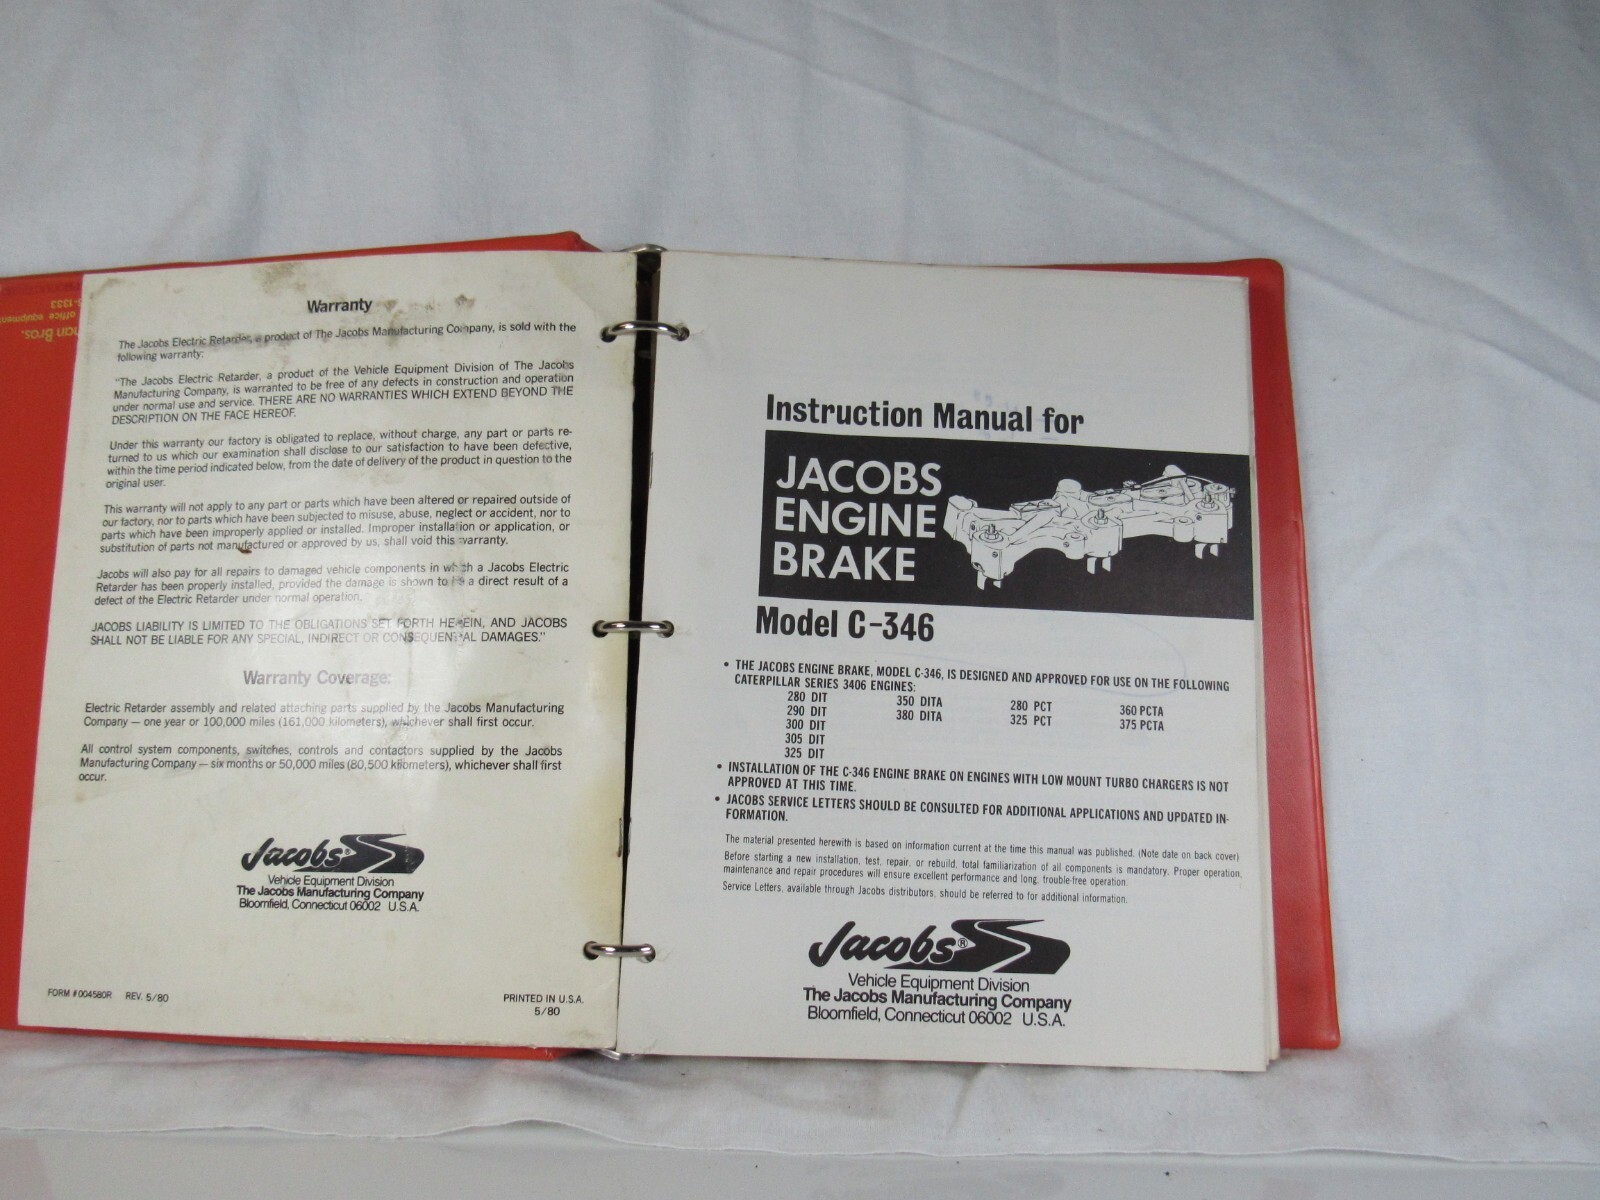 Warranty
The Jacobs Electric Retarder, a product of The Jacobs Manufacturing Company, is sold with the
following warranty:
"The Jacobs Electric Retarder, a product of the Vehicle Equipment Division of The Jacobs
Manufacturing Company, is warranted to be free of any defects in construction and operation
under normal use and service. THERE ARE NO WARRANTIES WHICH EXTEND BEYOND THE
DESCRIPTION ON THE FACE HEREOF.
Under this warranty our factory is obligated to replace, without charge, any part or parts re-
turned to us which our examination shall disclose to our satisfaction to have been defective,
within the time period indicated below, from the date of delivery of the product in question to the
original user.
This warranty will not apply to any part or parts which have been altered or repaired outside of
our factory, nor to parts which have been subjected to misuse, abuse, neglect or accident, nor to
parts which have been improperly applied or installed. Improper installation or application, or
substitution of parts not manufactured or approved by us, shall void this warranty.
Jacobs will also pay for all repairs to damaged vehicle components in which a Jacobs Electric
Retarder has been properly installed, provided the damage is shown to be a direct result of a
defect of the Electric Retarder under normal operation.
JACOBS LIABILITY IS LIMITED TO THE OBLIGATIONS SET FORTH HEREIN, AND JACOBS
SHALL NOT BE LIABLE FOR ANY SPECIAL, INDIRECT OR CONSEQUENTIAL DAMAGES."
Warranty Coverage:
Electric Retarder assembly and related attaching parts supplied by the Jacobs Manufacturing
Company — one year or 100,000 miles (161,000 kilometers), whichever shall first occur.
All control system components, switches, controls and contactors supplied by the Jacobs
Manufacturing Company — six months or 50,000 miles (80,500 kilometers), whichever shall first
occur.
Jacobs®
Vehicle Equipment Division
The Jacobs Manufacturing Company
Bloomfield, Connecticut 06002 U.S.A.
FORM #004580R REV. 5/80
PRINTED IN U.S.A.
5/80
Instruction Manual for
JACOBS
ENGINE
BRAKE
Model C-346
• THE JACOBS ENGINE BRAKE, MODEL C-346, IS DESIGNED AND APPROVED FOR USE ON THE FOLLOWING
CATERPILLAR SERIES 3406 ENGINES:
280 DIT 350 DITA 280 PCT 360 PCTA
290 DIT 380 DITA 325 PCT 375 PCTA
300 DIT
305 DIT
325 DIT
• INSTALLATION OF THE C-346 ENGINE BRAKE ON ENGINES WITH LOW MOUNT TURBO CHARGERS IS NOT
APPROVED AT THIS TIME.
• JACOBS SERVICE LETTERS SHOULD BE CONSULTED FOR ADDITIONAL APPLICATIONS AND UPDATED IN-
FORMATION.
The material presented herewith is based on information current at the time this manual was published. (Note date on back cover)
Before starting a new installation, test, repair, or rebuild, total familiarization of all components is mandatory. Proper operation,
maintenance and repair procedures will ensure excellent performance and long, trouble-free operation.
Service Letters, available through Jacobs distributors, should be referred to for additional information.
Jacobs®
Vehicle Equipment Division
The Jacobs Manufacturing Company
Bloomfield, Connecticut 06002 U.S.A.